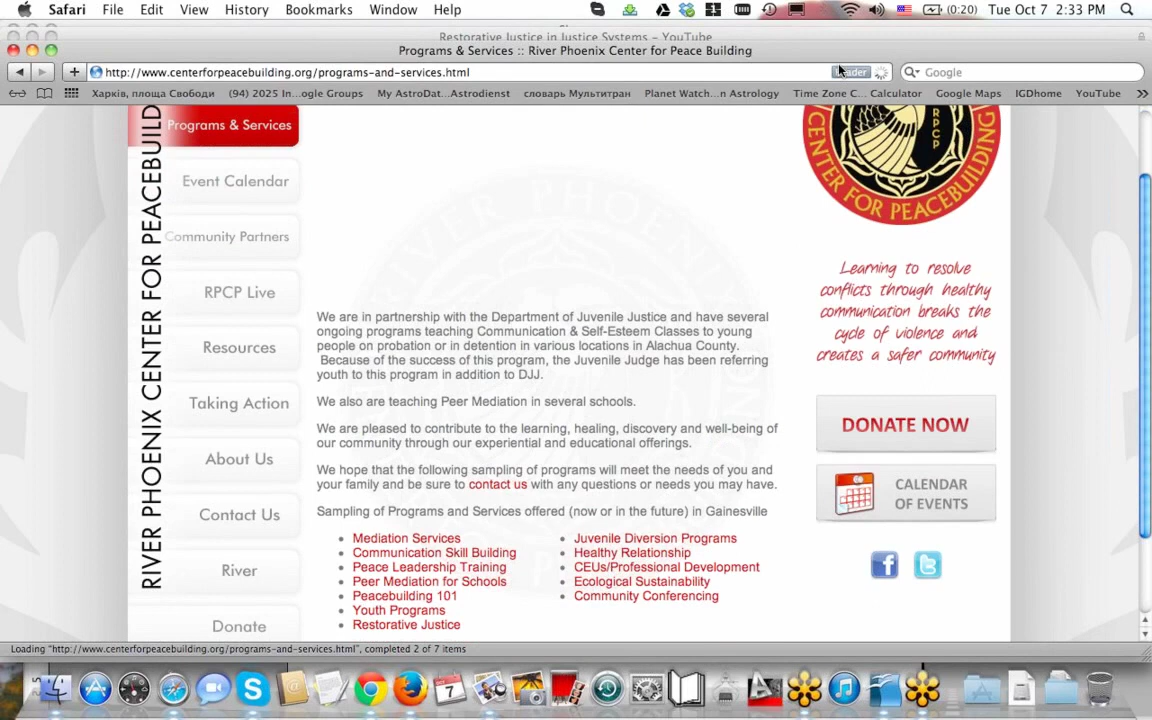 Safari File Edit View History Bookmarks Window Help (0:20) Tue Oct 7 2:33 PM
Restorative Justice in Justice Systems – YouTube
Programs & Services :: River Phoenix Center for Peace Building
http://www.centerforpeacebuilding.org/programs-and-services.html
Google
Харків, площа Свободи (94) 2025 In...ogle Groups My AstroDat...Astrodienst словарь Мультитран Planet Watch...n Astrology Time Zone C... Calculator Google Maps IGDhome YouTube
RIVER PHOENIX CENTER FOR PEACEBUILD
Programs & Services
Event Calendar
Community Partners
RPCP Live
Resources
Taking Action
About Us
Contact Us
River
Donate
We are in partnership with the Department of Juvenile Justice and have several
ongoing programs teaching Communication & Self-Esteem Classes to young
people on probation or in detention in various locations in Alachua County.
Because of the success of this program, the Juvenile Judge has been referring
youth to this program in addition to DJJ.
We also are teaching Peer Mediation in several schools.
We are pleased to contribute to the learning, healing, discovery and well-being of
our community through our experiential and educational offerings.
We hope that the following sampling of programs will meet the needs of you and
your family and be sure to contact us with any questions or needs you may have.
Sampling of Programs and Services offered (now or in the future) in Gainesville
Mediation Services
Communication Skill Building
Peace Leadership Training
Peer Mediation for Schools
Peacebuilding 101
Youth Programs
Restorative Justice
Juvenile Diversion Programs
Healthy Relationship
CEUs/Professional Development
Ecological Sustainability
Community Conferencing
RPCP
CENTER FOR PEACEBUILDING
Learning to resolve
conflicts through healthy
communication breaks the
cycle of violence and
creates a safer community
DONATE NOW
CALENDAR
OF EVENTS
Loading "http://www.centerforpeacebuilding.org/programs-and-services.html", completed 2 of 7 items